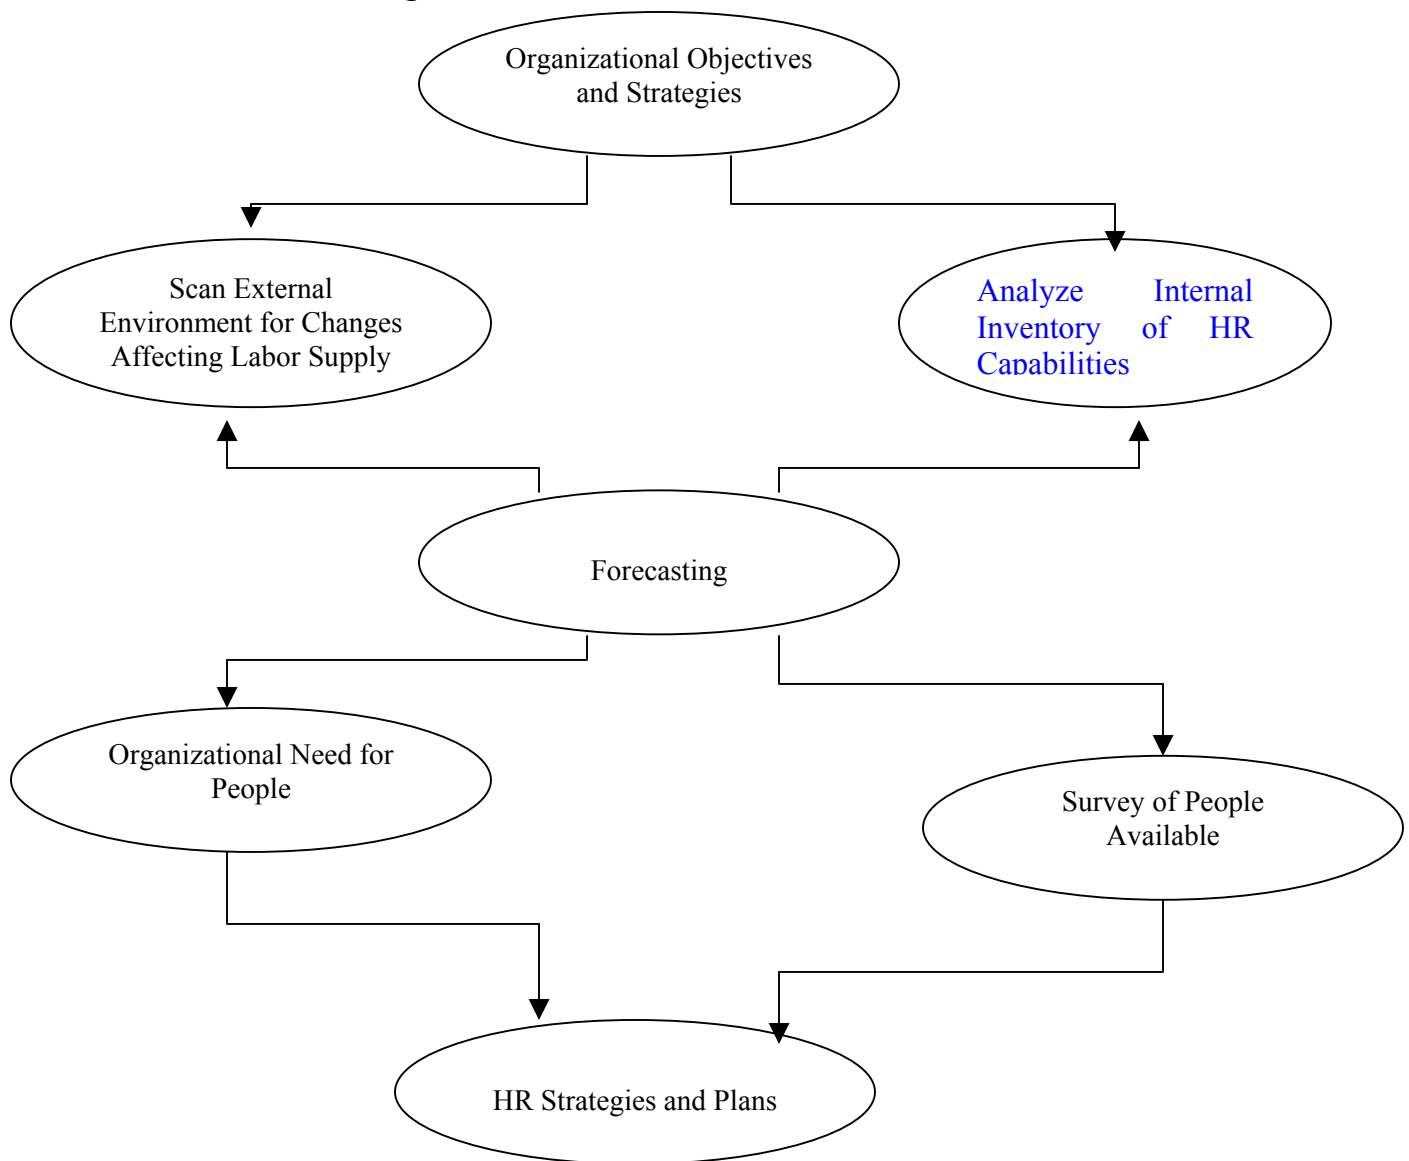 Organizational Objectives
and Strategies
Scan External
Environment for Changes
Affecting Labor Supply
Analyze Internal
Inventory of HR
Capabilities
Forecasting
Organizational Need for
People
Survey of People
Available
HR Strategies and Plans